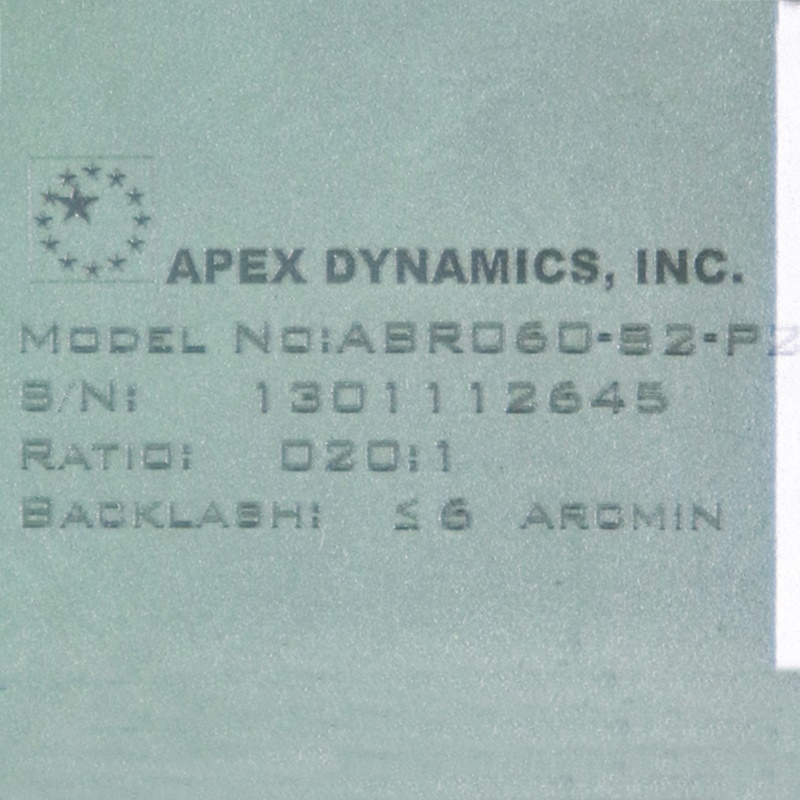 APEX DYNAMICS, INC.
MODEL NO:ABR060-S2-P2
S/N: 1301112645
RATIO: 020:1
BACKLASH: ≤6 ARCMIN